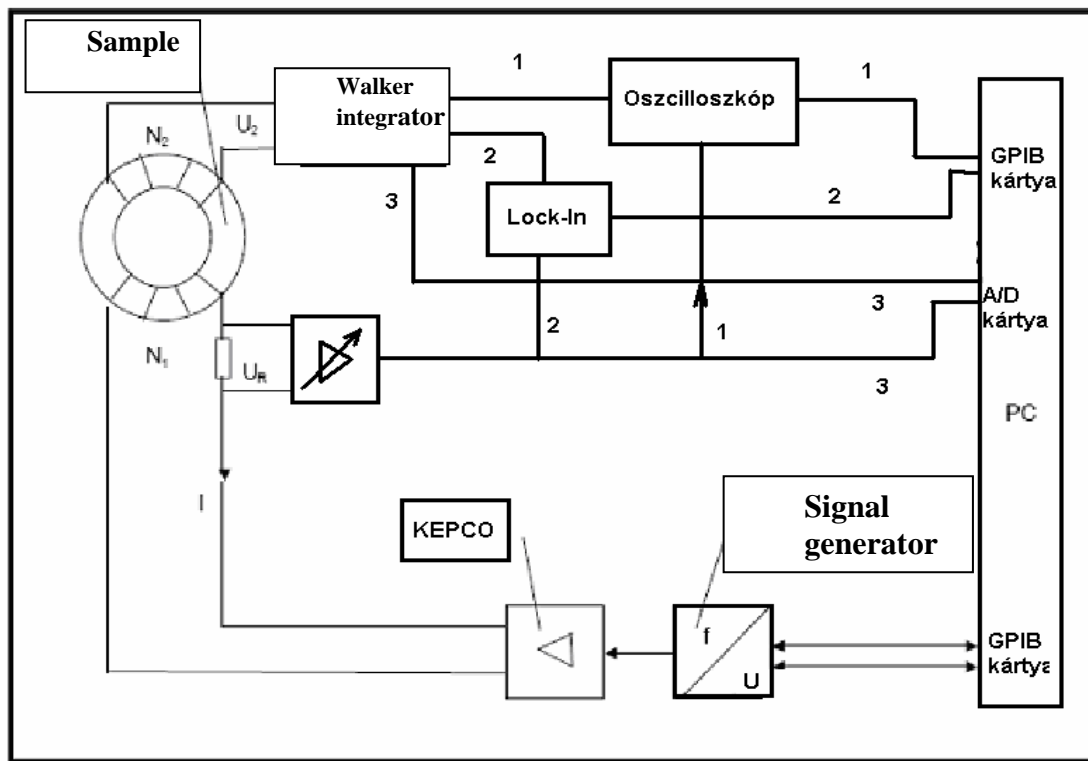 Sample
Walker
integrator
1
Oszcilloszkóp
1
N2
U2
2
GPIB
kártya
3
Lock-In
2
3
A/D
kártya
N1
UR
2
1
3
PC
I
KEPCO
Signal
generator
f
U
GPIB
kártya